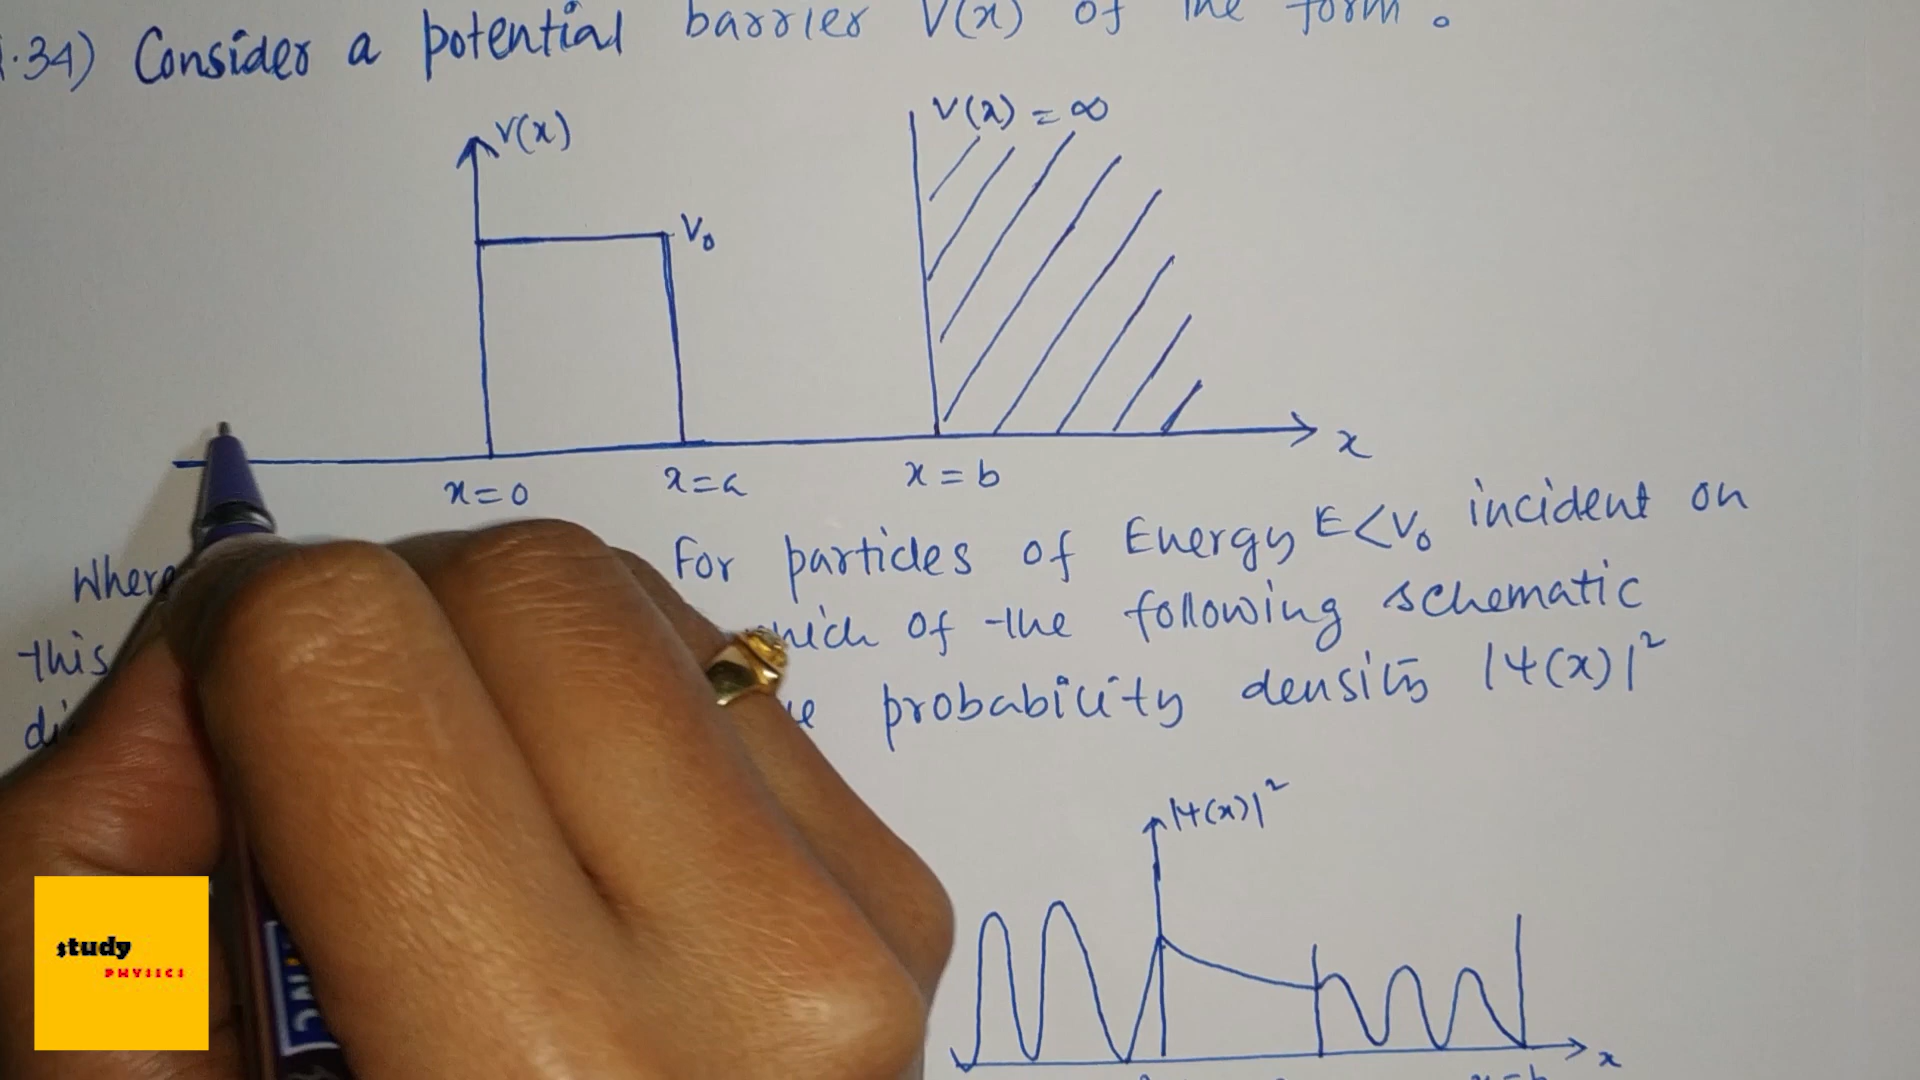 .34) Consider a potential barrier V(x) of the form.
V(x)
V(x) = ∞
V₀
x=0
x=a
x=b
x
Where For particles of Energy E<V₀ incident on
this which of the following schematic
probability density |ψ(x)|²
|ψ(x)|²
x
x=b
study
PHYSICS